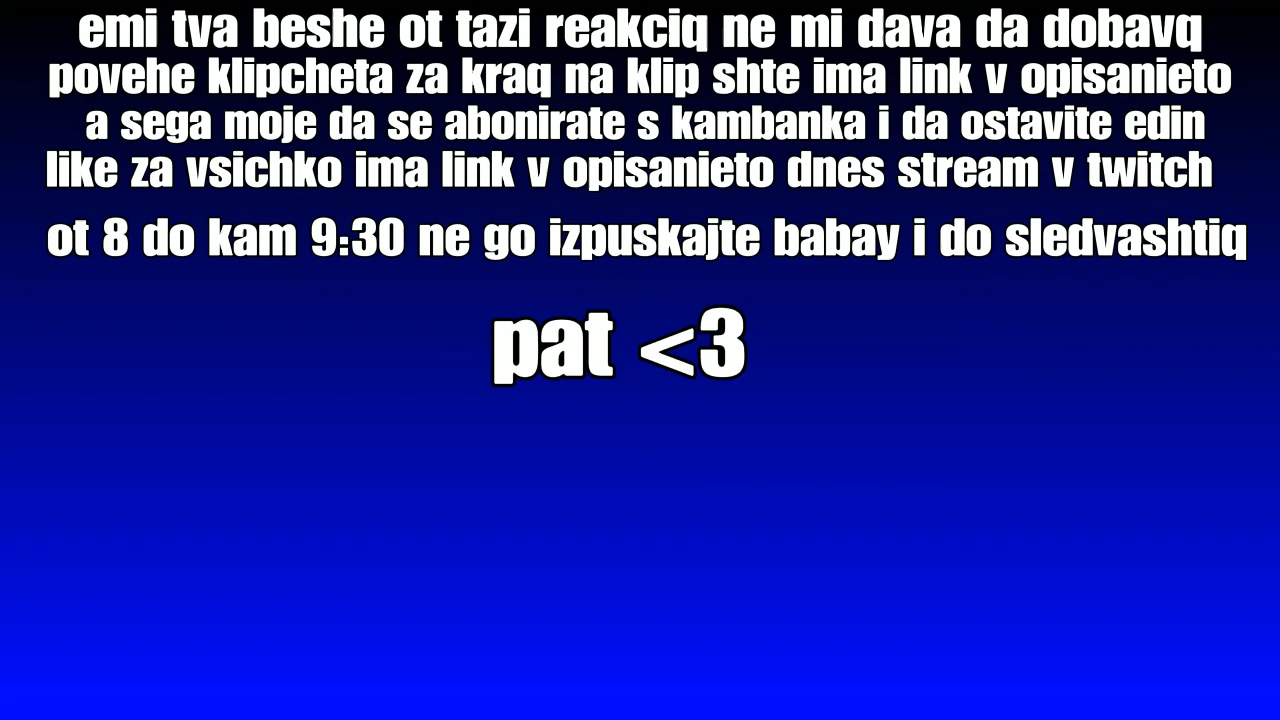 emi tva beshe ot tazi reakciq ne mi dava da dobavq
povehe klipcheta za kraq na klip shte ima link v opisanieto
a sega moje da se abonirate s kambanka i da ostavite edin
like za vsichko ima link v opisanieto dnes stream v twitch
ot 8 do kam 9:30 ne go izpuskajte babay i do sledvashtiq
pat <3